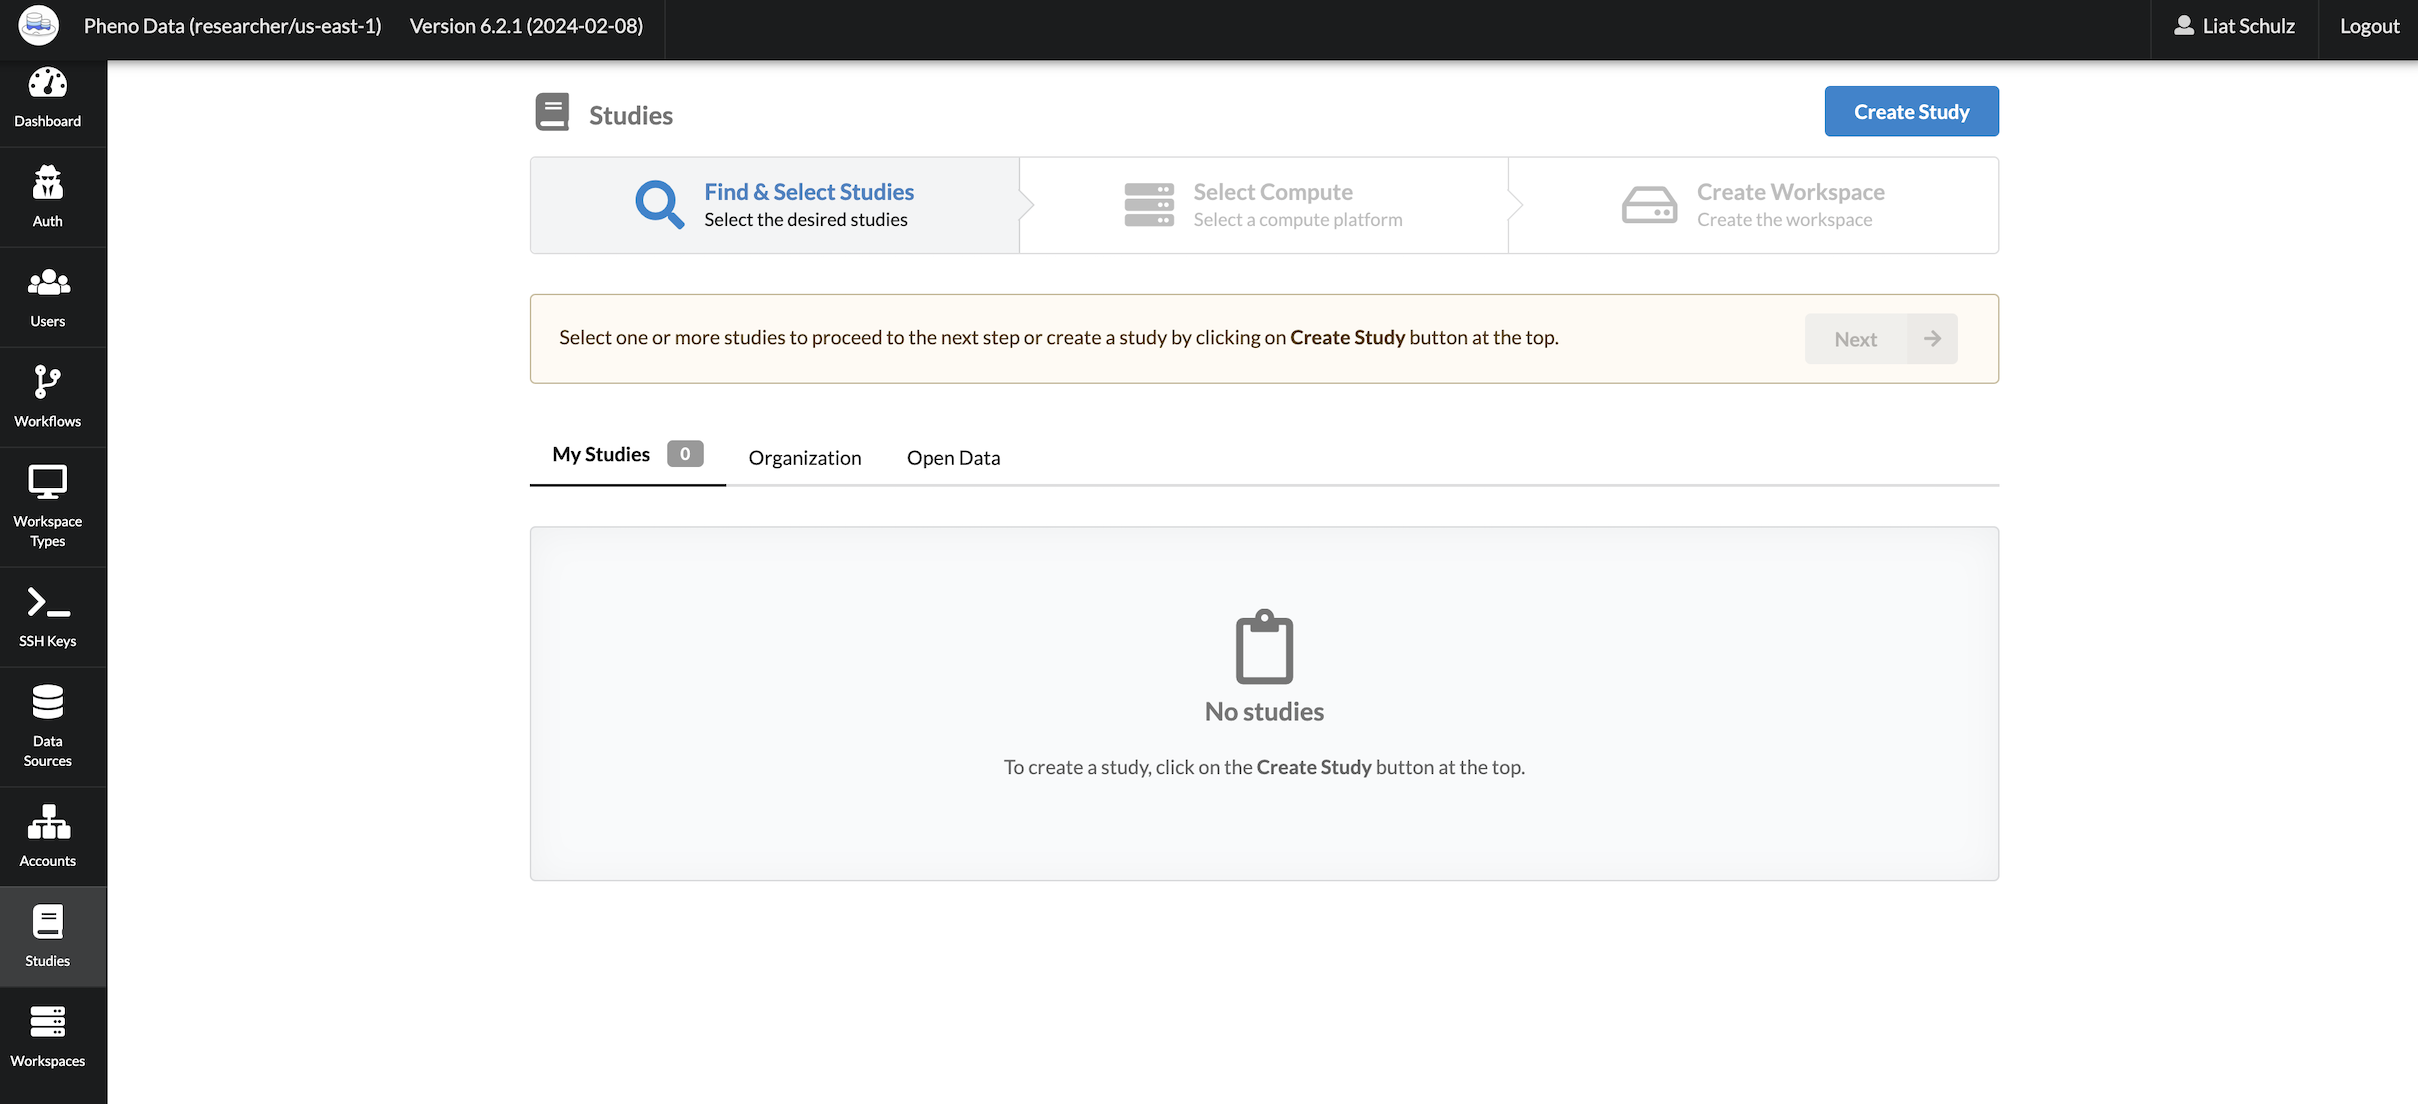 Pheno Data (researcher/us-east-1) Version 6.2.1 (2024-02-08) Liat Schulz Logout
Dashboard
Auth
Users
Workflows
Workspace
Types
SSH Keys
Data
Sources
Accounts
Studies
Workspaces
Studies
Create Study
Find & Select Studies
Select the desired studies
Select Compute
Select a compute platform
Create Workspace
Create the workspace
Select one or more studies to proceed to the next step or create a study by clicking on Create Study button at the top.
Next
My Studies 0 Organization Open Data
No studies
To create a study, click on the Create Study button at the top.